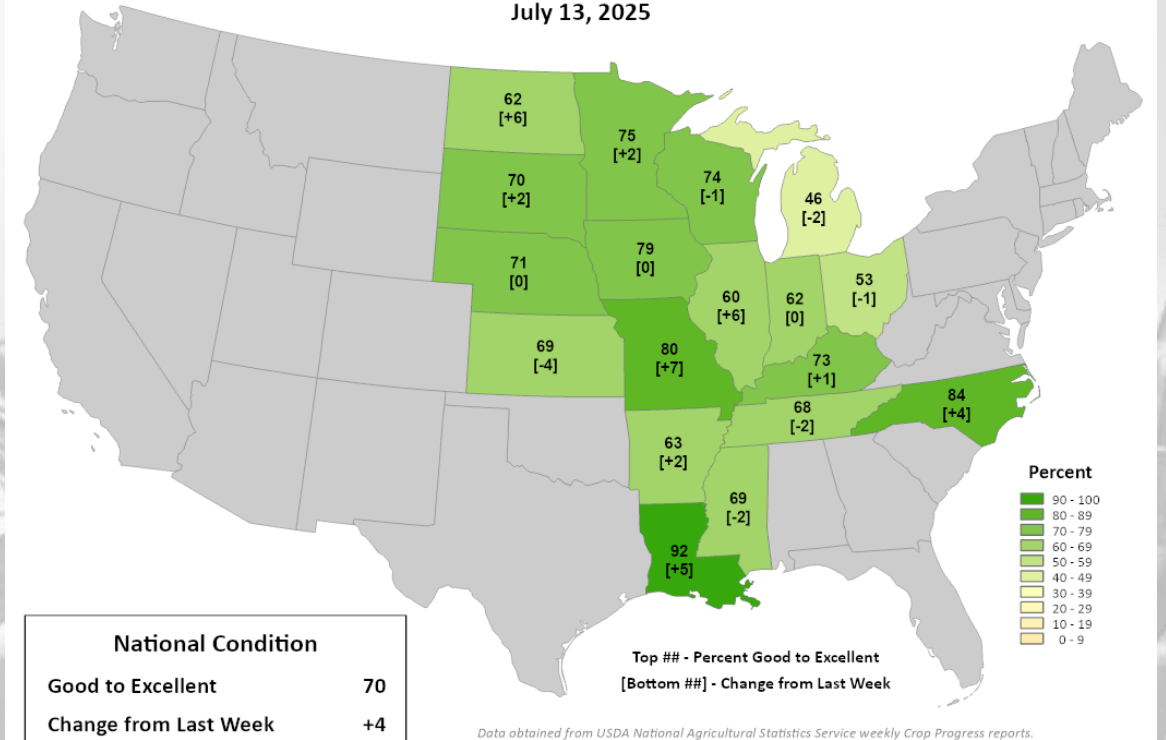 July 13, 2025
62
[+6]
75
[+2]
74
[-1]
70
[+2]
46
[-2]
79
[0]
71
[0]
53
[-1]
60
[+6]
62
[0]
69
[-4]
80
[+7]
73
[+1]
84
[+4]
68
[-2]
63
[+2]
69
[-2]
92
[+5]
Percent
90 - 100
80 - 89
70 - 79
60 - 69
50 - 59
40 - 49
30 - 39
20 - 29
10 - 19
0 - 9
National Condition
Good to Excellent 70
Change from Last Week +4
Top ## - Percent Good to Excellent
[Bottom ##] - Change from Last Week
Data obtained from USDA National Agricultural Statistics Service weekly Crop Progress reports.